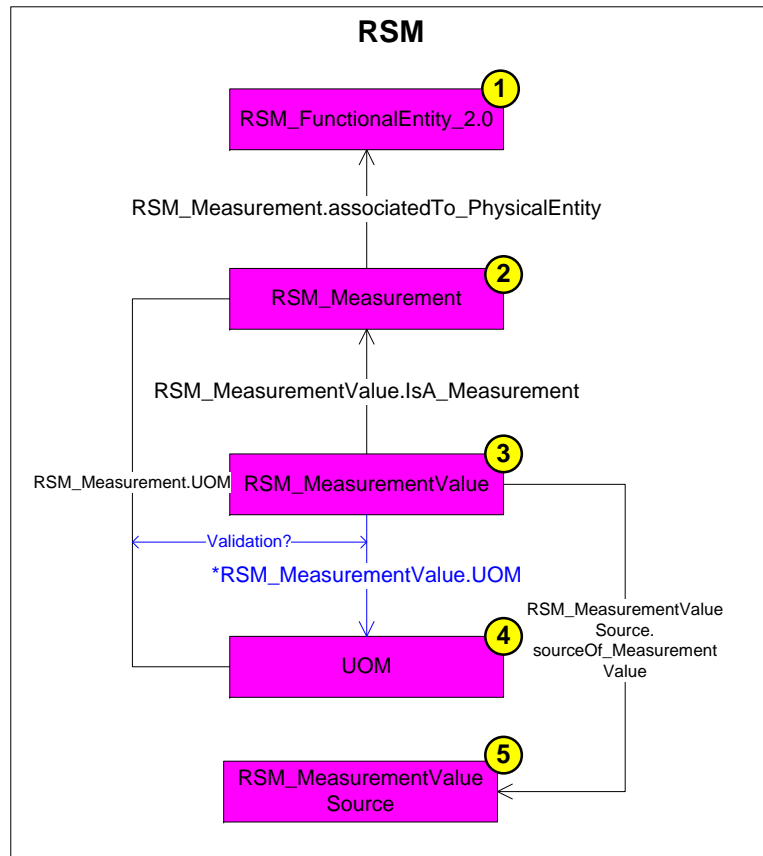 RSM
1
RSM_FunctionalEntity_2.0
RSM_Measurement.associatedTo_PhysicalEntity
2
RSM_Measurement
RSM_MeasurementValue.IsA_Measurement
3
RSM_Measurement.UOM
RSM_MeasurementValue
Validation?
*RSM_MeasurementValue.UOM
RSM_MeasurementValue
Source.
sourceOf_Measurement
Value
4
UOM
5
RSM_MeasurementValue
Source